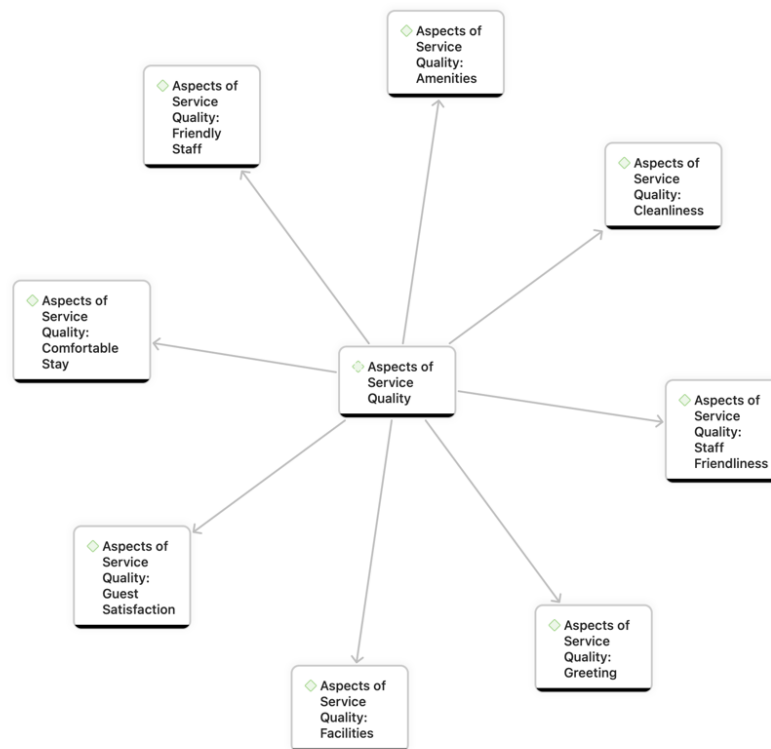 Aspects of
Service
Quality:
Amenities
Aspects of
Service
Quality:
Friendly
Staff
Aspects of
Service
Quality:
Cleanliness
Aspects of
Service
Quality:
Comfortable
Stay
Aspects of
Service
Quality
Aspects of
Service
Quality:
Staff
Friendliness
Aspects of
Service
Quality:
Guest
Satisfaction
Aspects of
Service
Quality:
Greeting
Aspects of
Service
Quality:
Facilities